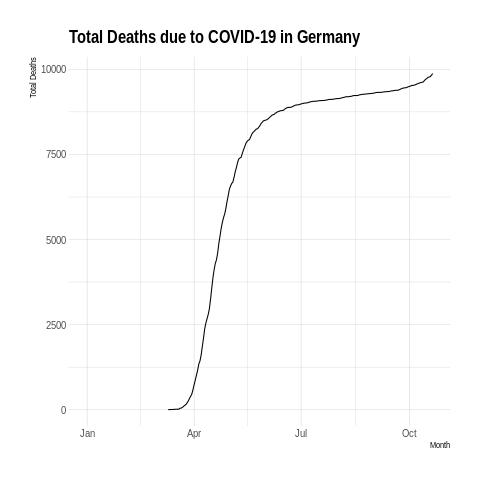 Total Deaths due to COVID-19 in Germany
Total Deaths
10000
7500
5000
2500
0
Jan
Apr
Jul
Oct
Month